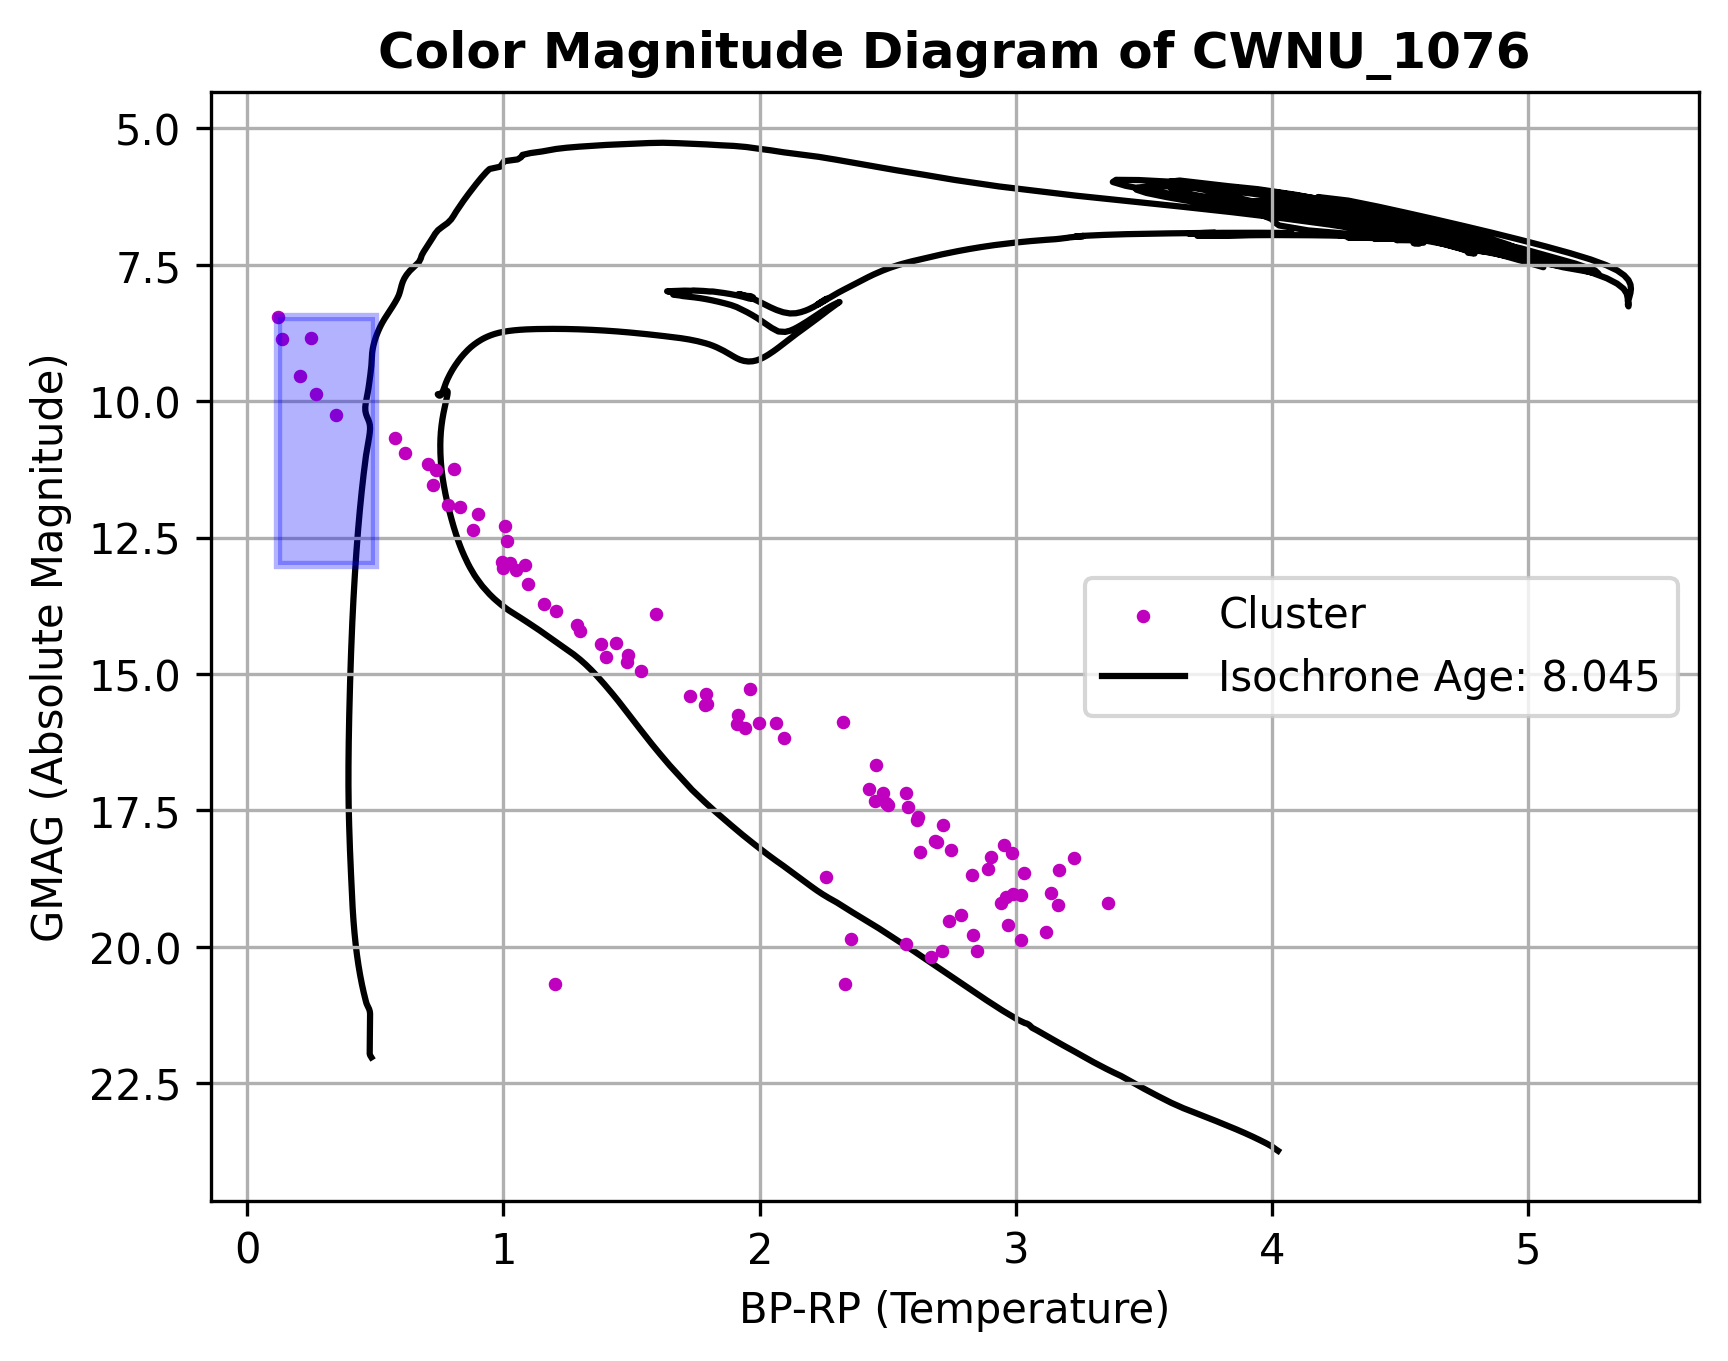 Color Magnitude Diagram of CWNU_1076
GMAG (Absolute Magnitude)
5.0
7.5
10.0
12.5
15.0
17.5
20.0
22.5
Cluster
Isochrone Age: 8.045
0 1 2 3 4 5
BP-RP (Temperature)